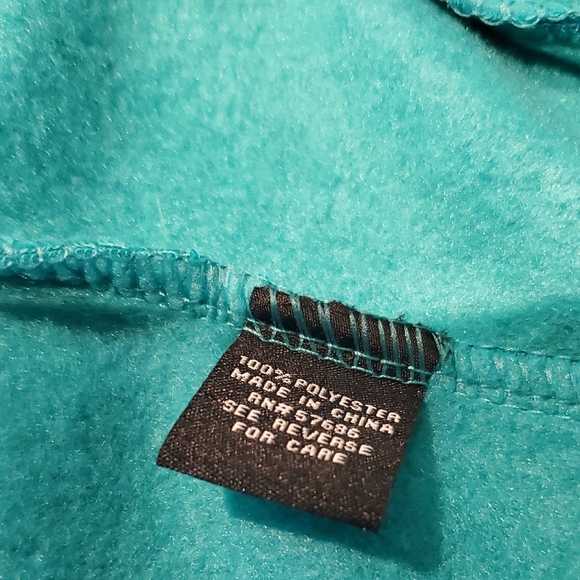 100% POLYESTER
MADE IN CHINA
RN# 57686
SEE REVERSE
FOR CARE